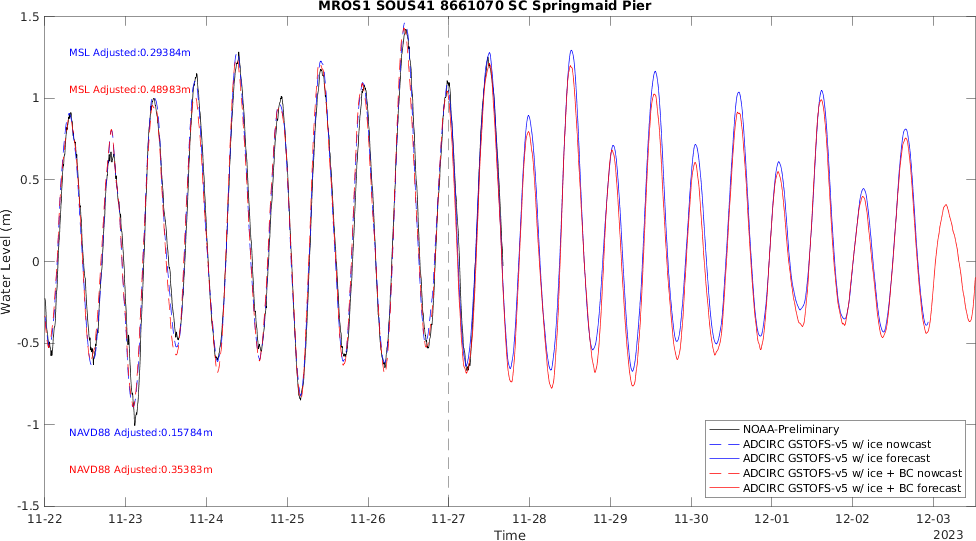 MROS1 SOUS41 8661070 SC Springmaid Pier
1.5
1
0.5
0
-0.5
-1
-1.5
Water Level (m)
MSL Adjusted:0.29384m
MSL Adjusted:0.48983m
NAVD88 Adjusted:0.15784m
NAVD88 Adjusted:0.35383m
NOAA-Preliminary
ADCIRC GSTOFS-v5 w/ ice nowcast
ADCIRC GSTOFS-v5 w/ ice forecast
ADCIRC GSTOFS-v5 w/ ice + BC nowcast
ADCIRC GSTOFS-v5 w/ ice + BC forecast
11-22 11-23 11-24 11-25 11-26 11-27 11-28 11-29 11-30 12-01 12-02 12-03
2023
Time